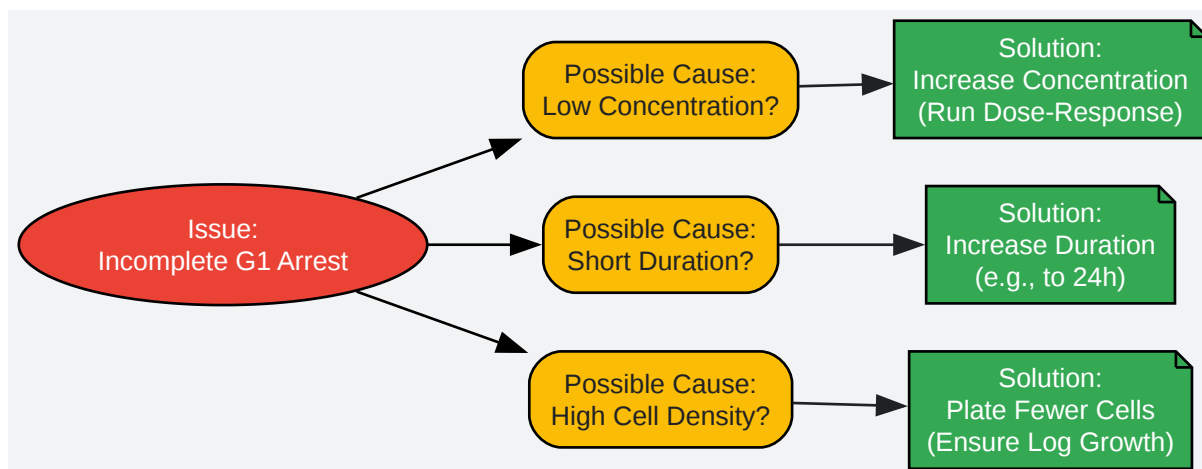 Issue:
Incomplete G1 Arrest
Possible Cause:
Low Concentration?
Solution:
Increase Concentration
(Run Dose-Response)
Possible Cause:
Short Duration?
Solution:
Increase Duration
(e.g., to 24h)
Possible Cause:
High Cell Density?
Solution:
Plate Fewer Cells
(Ensure Log Growth)